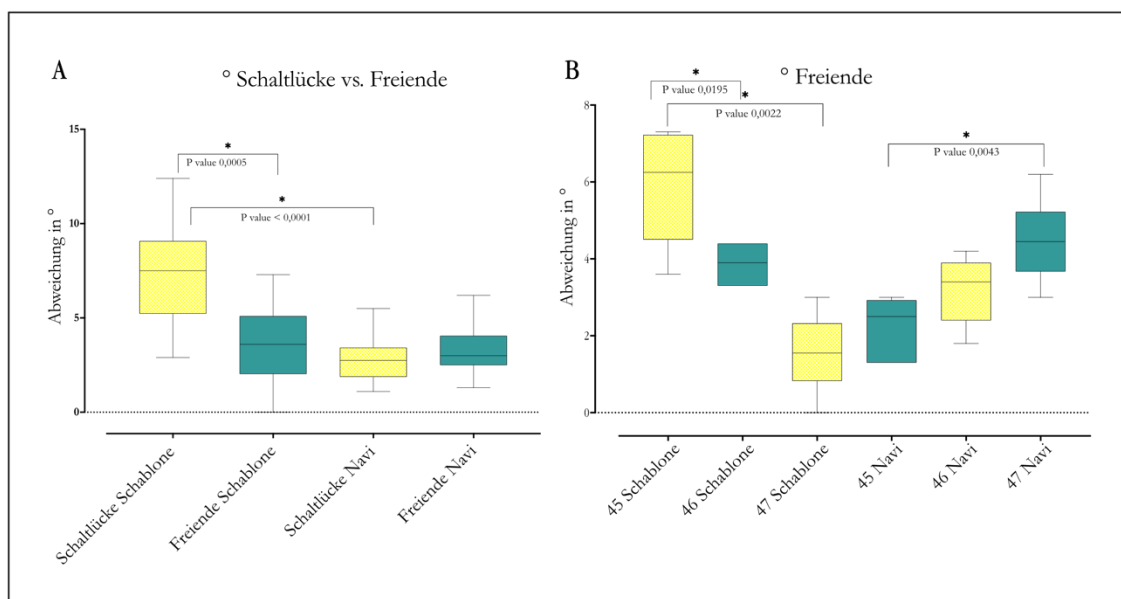 A
° Schaltlücke vs. Freiende
Abweichung in °
15
10
5
0
*
P value 0,0005
*
P value < 0,0001
Schaltlücke Schablone
Freiende Schablone
Schaltlücke Navi
Freiende Navi
B
° Freiende
Abweichung in °
8
6
4
2
0
*
P value 0,0195
*
P value 0,0022
*
P value 0,0043
45 Schablone
46 Schablone
47 Schablone
45 Navi
46 Navi
47 Navi